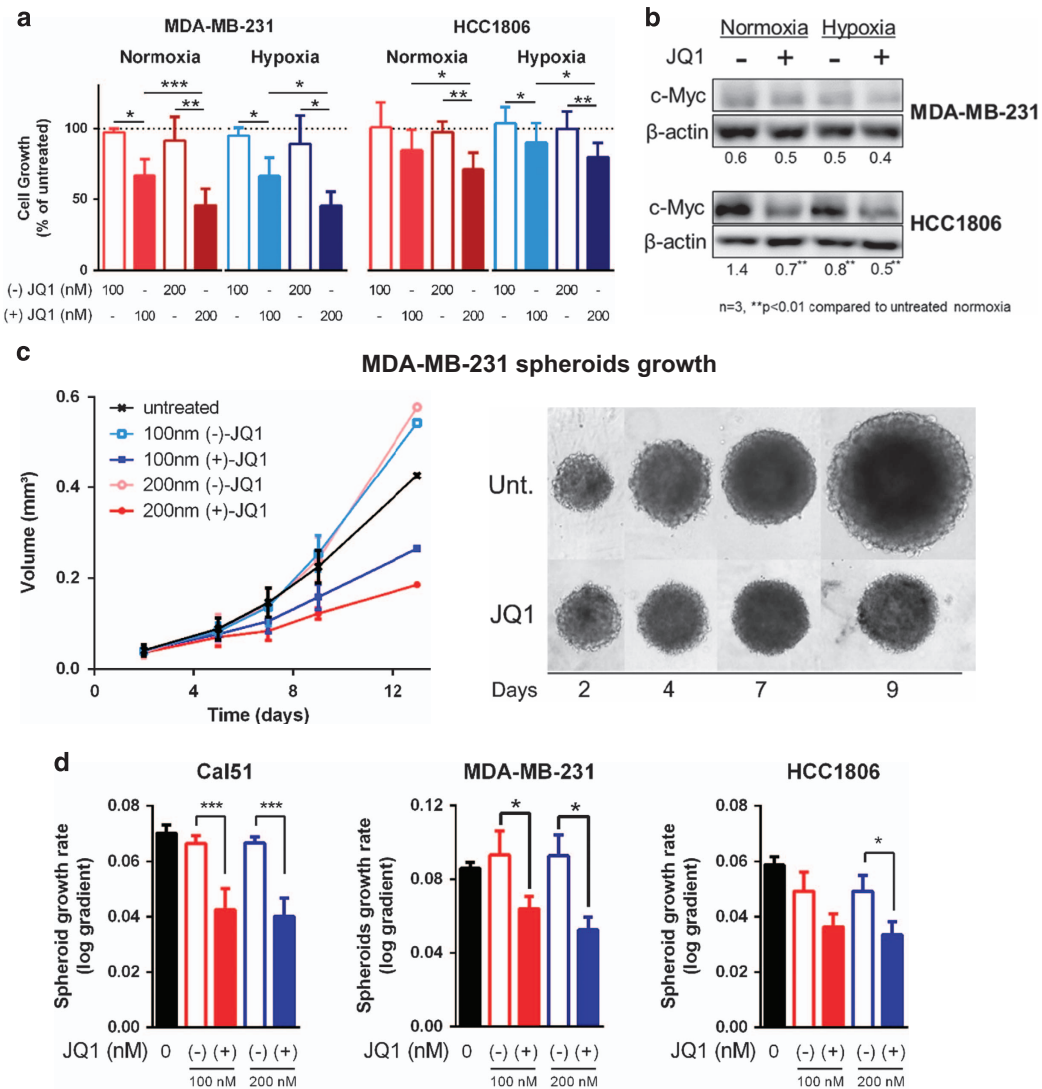 a
MDA-MB-231
HCC1806
Normoxia
Hypoxia
Normoxia
Hypoxia
* *** ** * * *
* ** * * **
Cell Growth
(% of untreated)
100
50
0
(-) JQ1 (nM) 100 - 200 - 100 - 200 - 100 - 200 - 100 - 200 -
(+) JQ1 (nM) - 100 - 200 - 100 - 200 - 100 - 200 - 100 - 200
b
Normoxia Hypoxia
JQ1 - + - +
c-Myc
MDA-MB-231
β-actin
0.6 0.5 0.5 0.4
c-Myc
HCC1806
β-actin
1.4 0.7** 0.8** 0.5**
n=3, **p<0.01 compared to untreated normoxia
c
MDA-MB-231 spheroids growth
Volume (mm³)
0.6
0.4
0.2
0.0
0 4 8 12
Time (days)
untreated
100nm (-)-JQ1
100nm (+)-JQ1
200nm (-)-JQ1
200nm (+)-JQ1
Unt.
JQ1
Days 2 4 7 9
d
Cal51
Spheroid growth rate
(log gradient)
0.08
0.06
0.04
0.02
0.00
*** ***
JQ1 (nM) 0 (-) (+) (-) (+)
100 nM 200 nM
MDA-MB-231
Spheroids growth rate
(log gradient)
0.12
0.08
0.04
0.00
* *
JQ1 (nM) 0 (-) (+) (-) (+)
100 nM 200 nM
HCC1806
Spheroid growth rate
(log gradient)
0.08
0.06
0.04
0.02
0.00
*
JQ1 (nM) 0 (-) (+) (-) (+)
100 nM 200 nM